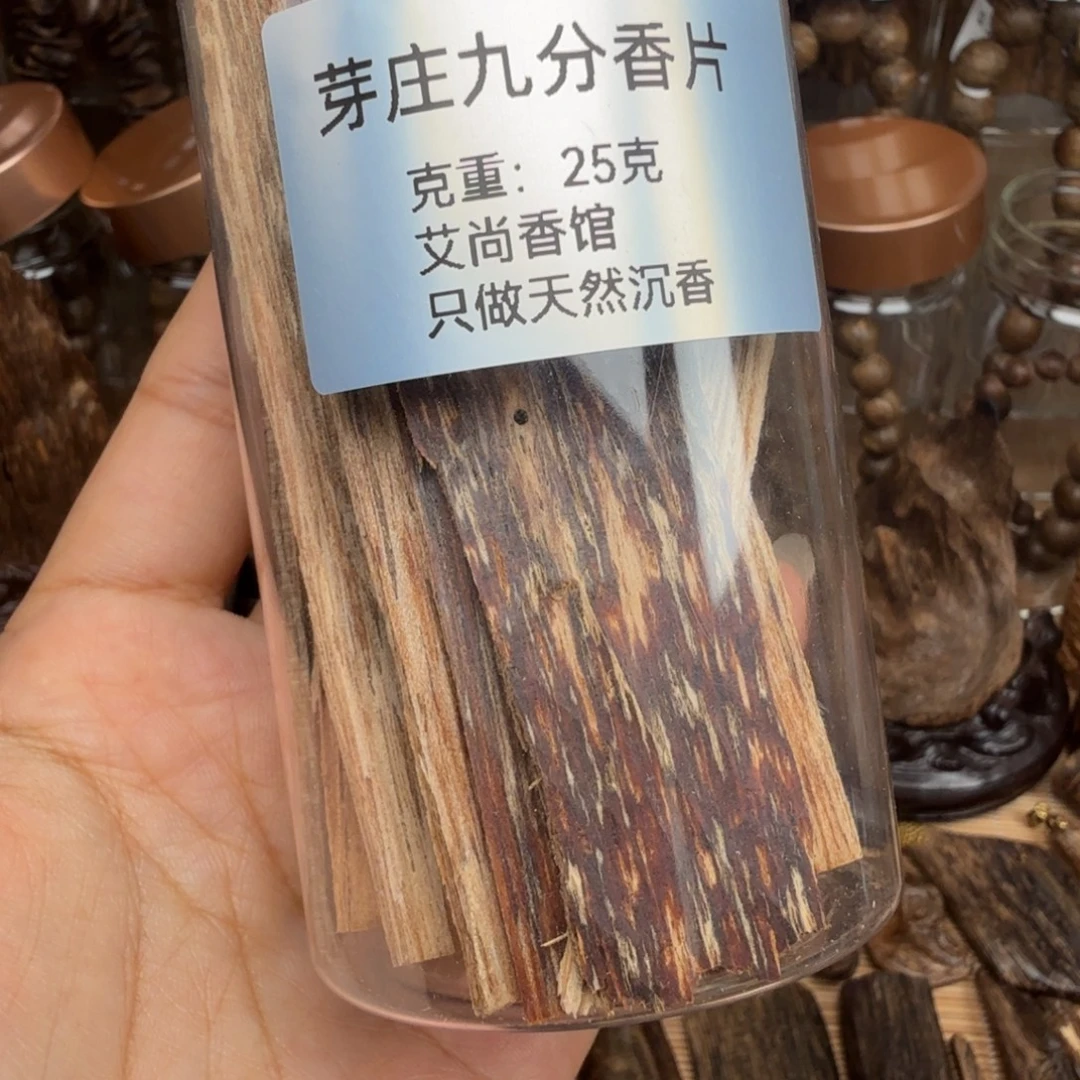 芽庄九分香片
克重：25克
艾尚香馆
只做天然沉香